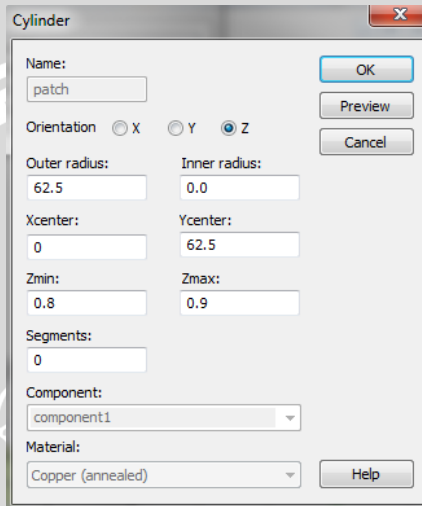 Cylinder
Name:
OK
patch
Preview
Orientation X Y Z
Cancel
Outer radius: Inner radius:
62.5 0.0
Xcenter: Ycenter:
0 62.5
Zmin: Zmax:
0.8 0.9
Segments:
0
Component:
component1
Material:
Copper (annealed) Help